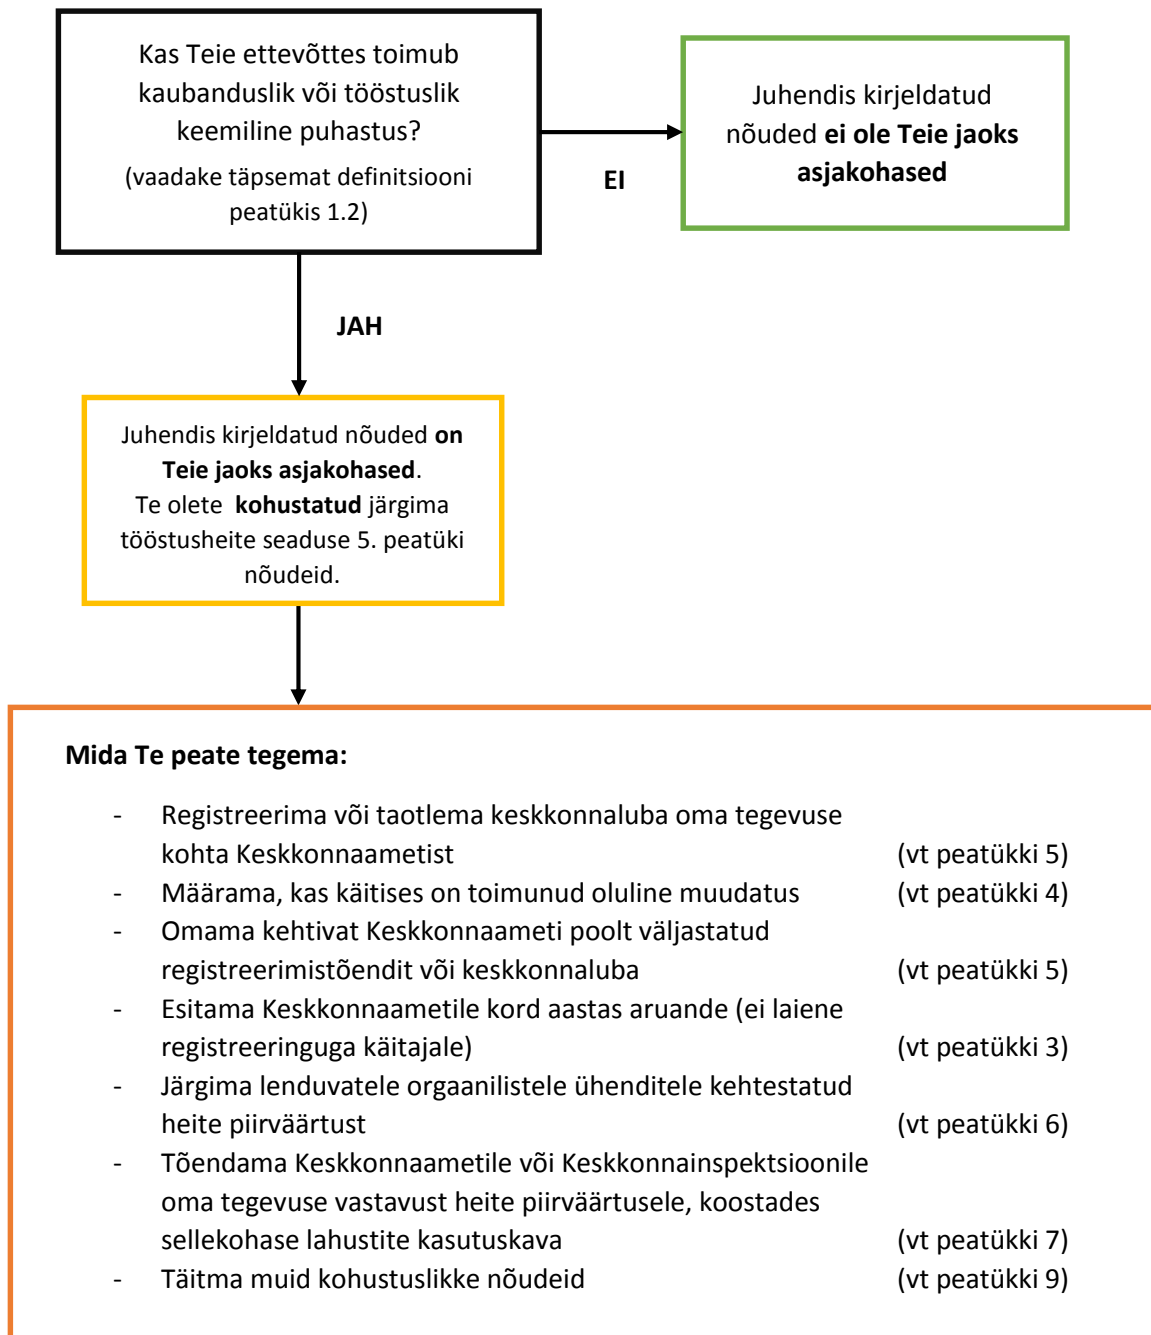 Kas Teie ettevõttes toimub
kaubanduslik või tööstuslik
keemiline puhastus?
(vaadake täpsemat definitsiooni
peatükis 1.2)
EI
Juhendis kirjeldatud
nõuded ei ole Teie jaoks
asjakohased
JAH
Juhendis kirjeldatud nõuded on
Teie jaoks asjakohased.
Te olete kohustatud järgima
tööstusheite seaduse 5. peatüki
nõudeid.
Mida Te peate tegema:
- Registreerima või taotlema keskkonnaluba oma tegevuse
kohta Keskkonnaametist (vt peatükki 5)
- Määrama, kas käitises on toimunud oluline muudatus (vt peatükki 4)
- Omama kehtivat Keskkonnaameti poolt väljastatud
registreerimistõendit või keskkonnaluba (vt peatükki 5)
- Esitama Keskkonnaametile kord aastas aruande (ei laiene
registreeringuga käitajale) (vt peatükki 3)
- Järgima lenduvatele orgaanilistele ühenditele kehtestatud
heite piirväärtust (vt peatükki 6)
- Tõendama Keskkonnaametile või Keskkonnainspektsioonile
oma tegevuse vastavust heite piirväärtusele, koostades
sellekohase lahustite kasutuskava (vt peatükki 7)
- Täitma muid kohustuslikke nõudeid (vt peatükki 9)